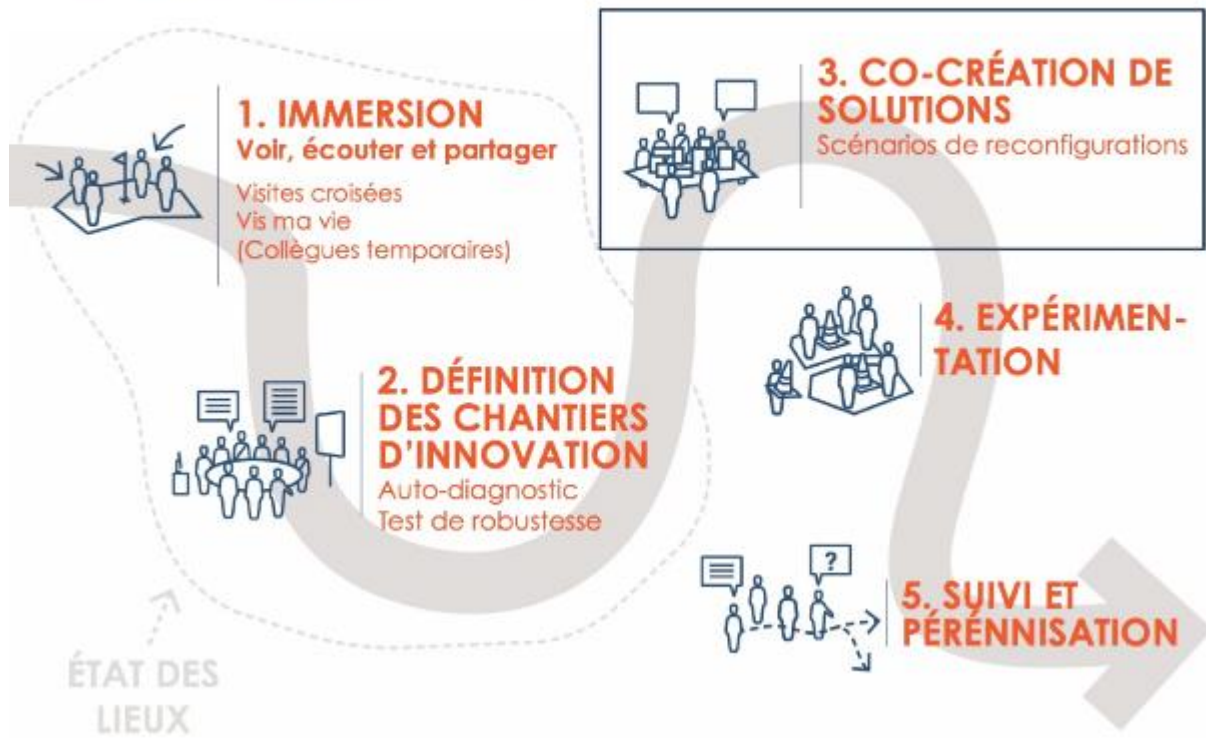 1. IMMERSION
Voir, écouter et partager
Visites croisées
Vis ma vie
(Collègues temporaires)
2. DÉFINITION
DES CHANTIERS
D'INNOVATION
Auto-diagnostic
Test de robustesse
3. CO-CRÉATION DE
SOLUTIONS
Scénarios de reconfigurations
4. EXPÉRIMEN-
TATION
?
5. SUIVI ET
PÉRENNISATION
ÉTAT DES
LIEUX